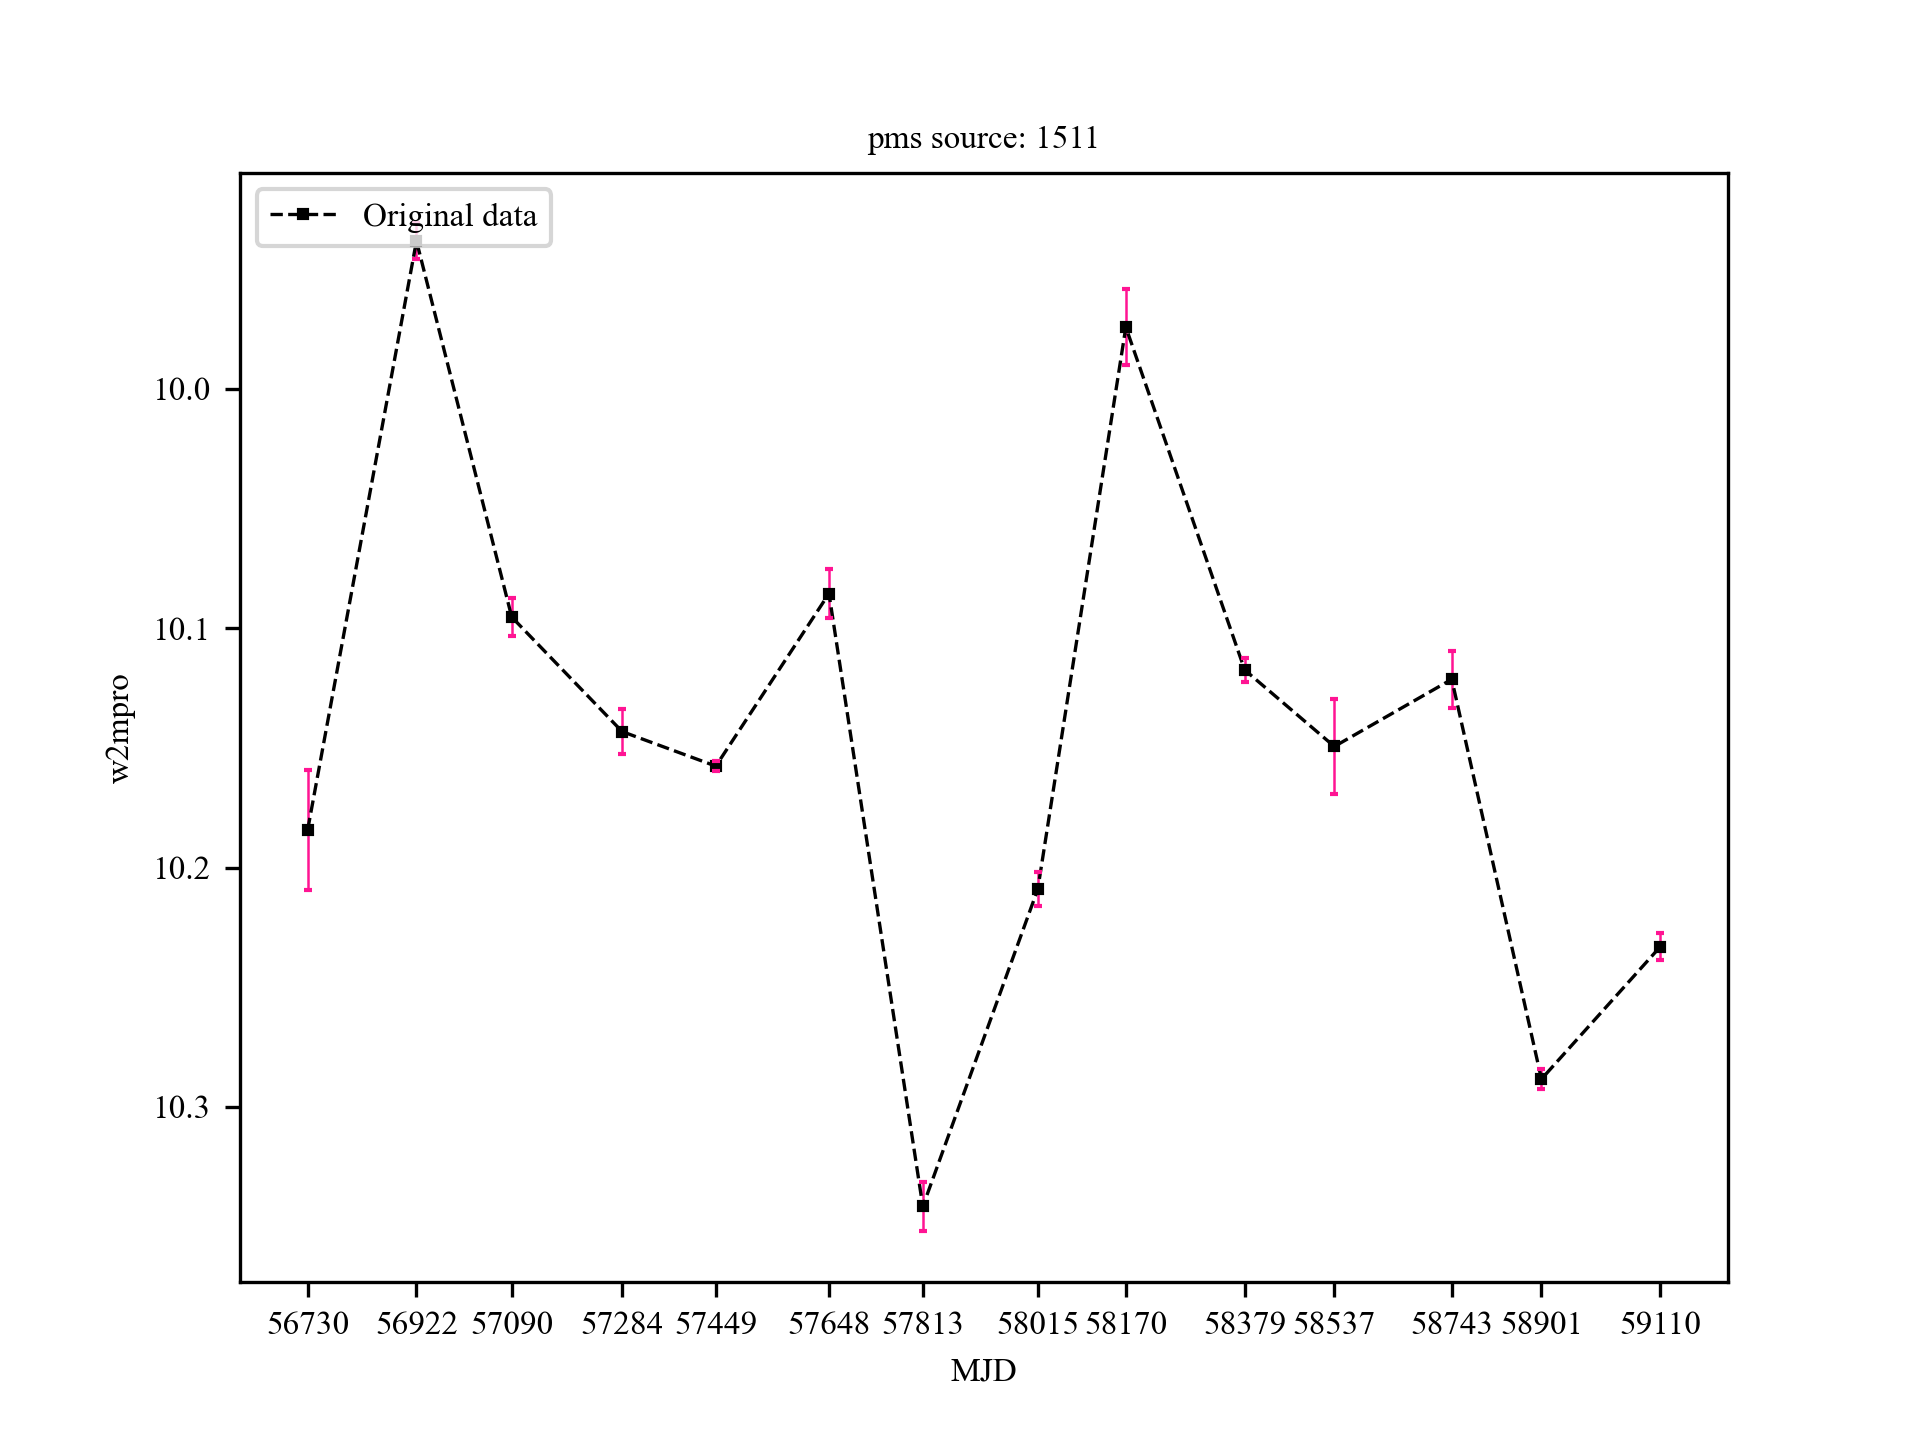 pms source: 1511
Original data
w2mpro
10.0
10.1
10.2
10.3
56730 56922 57090 57284 57449 57648 57813 58015 58170 58379 58537 58743 58901 59110
MJD